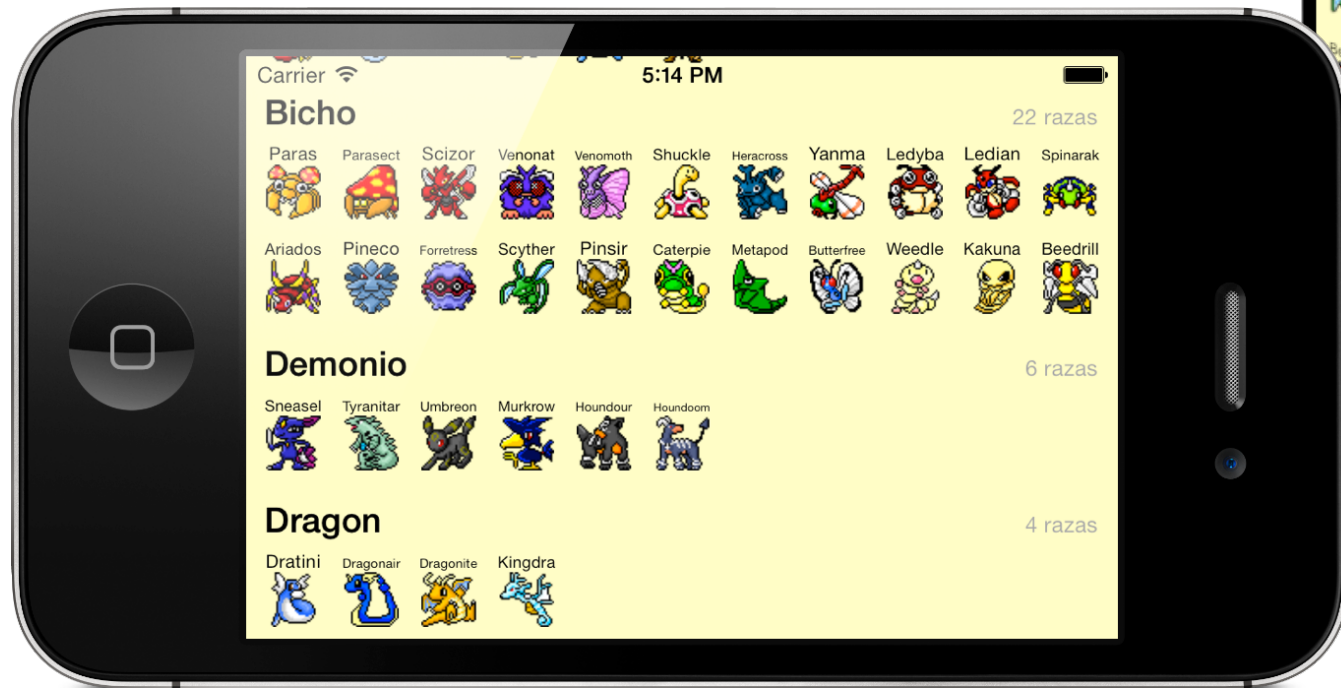 Carrier 5:14 PM
Bicho 22 razas
Paras Parasect Scizor Venonat Venomoth Shuckle Heracross Yanma Ledyba Ledian Spinarak
Ariados Pineco Forretress Scyther Pinsir Caterpie Metapod Butterfree Weedle Kakuna Beedrill
Demonio 6 razas
Sneasel Tyranitar Umbreon Murkrow Houndour Houndoom
Dragon 4 razas
Dratini Dragonair Dragonite Kingdra